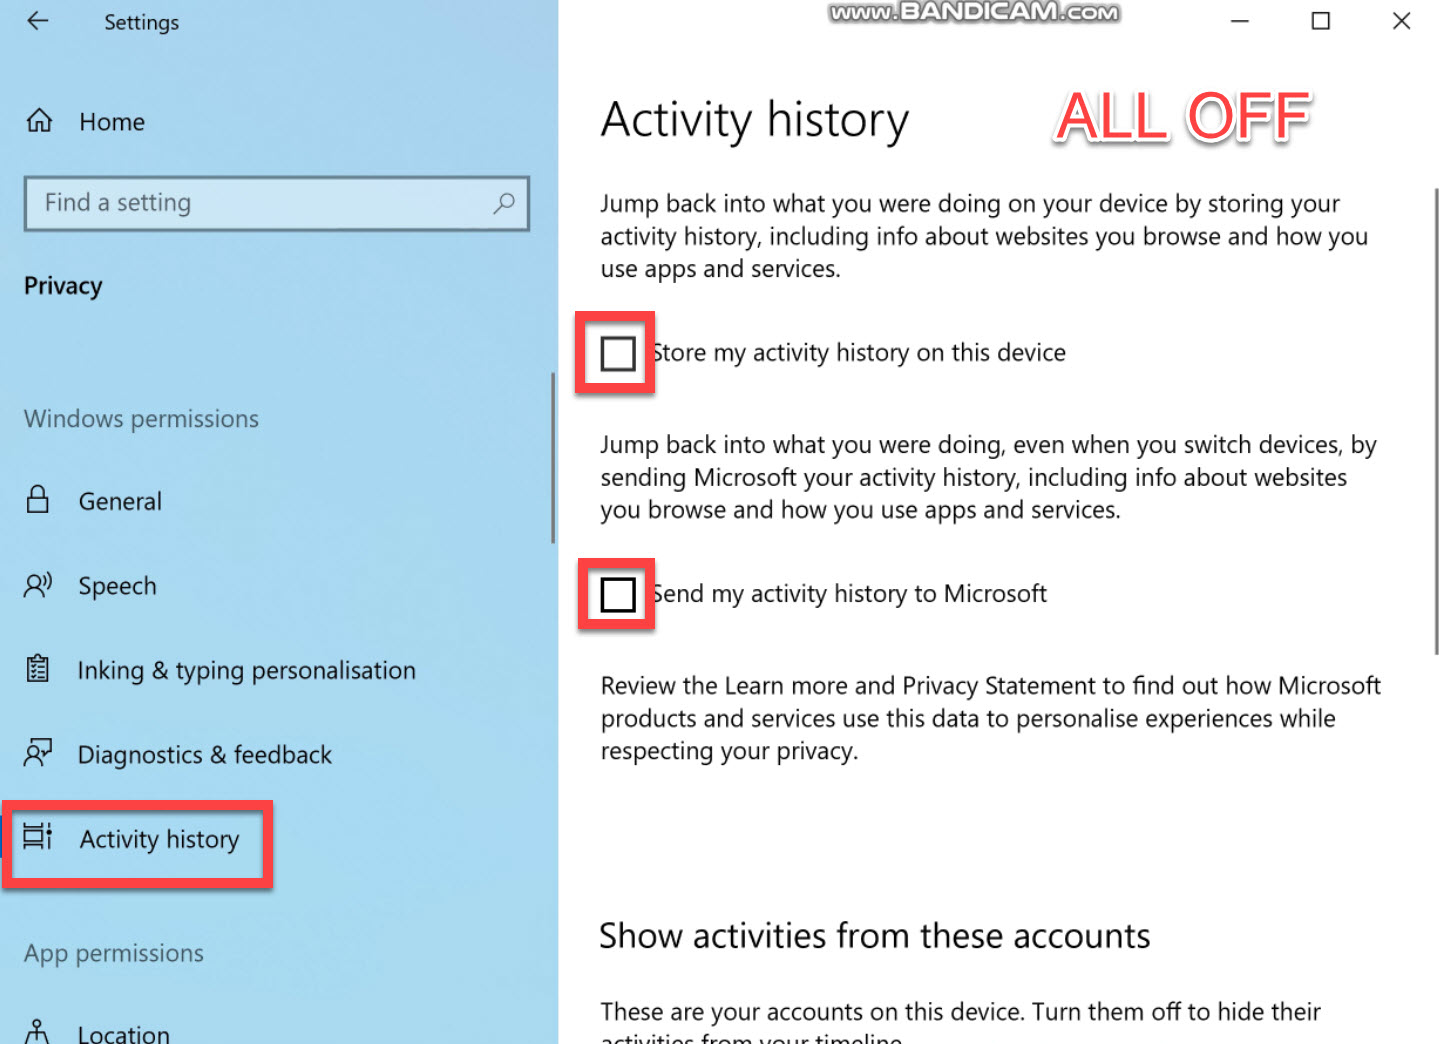 Settings
www.BANDICAM.com
Home
Find a setting
Privacy
Windows permissions
General
Speech
Inking & typing personalisation
Diagnostics & feedback
Activity history
App permissions
Location
Activity history
ALL OFF
Jump back into what you were doing on your device by storing your
activity history, including info about websites you browse and how you
use apps and services.
Store my activity history on this device
Jump back into what you were doing, even when you switch devices, by
sending Microsoft your activity history, including info about websites
you browse and how you use apps and services.
Send my activity history to Microsoft
Review the Learn more and Privacy Statement to find out how Microsoft
products and services use this data to personalise experiences while
respecting your privacy.
Show activities from these accounts
These are your accounts on this device. Turn them off to hide their
activities from your timeline.